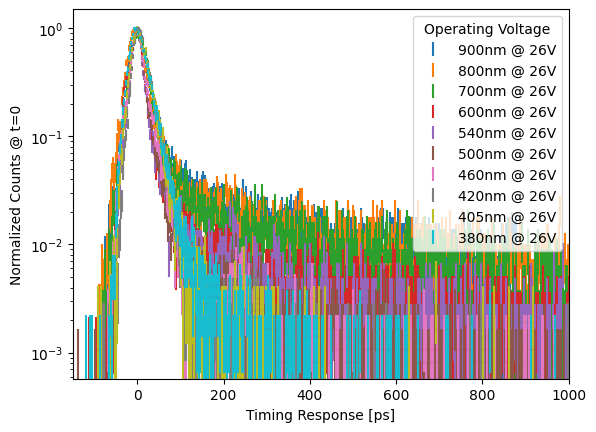 Operating Voltage
900nm @ 26V
800nm @ 26V
700nm @ 26V
600nm @ 26V
540nm @ 26V
500nm @ 26V
460nm @ 26V
420nm @ 26V
405nm @ 26V
380nm @ 26V
Normalized Counts @ t=0
10⁰
10⁻¹
10⁻²
10⁻³
0 200 400 600 800 1000
Timing Response [ps]